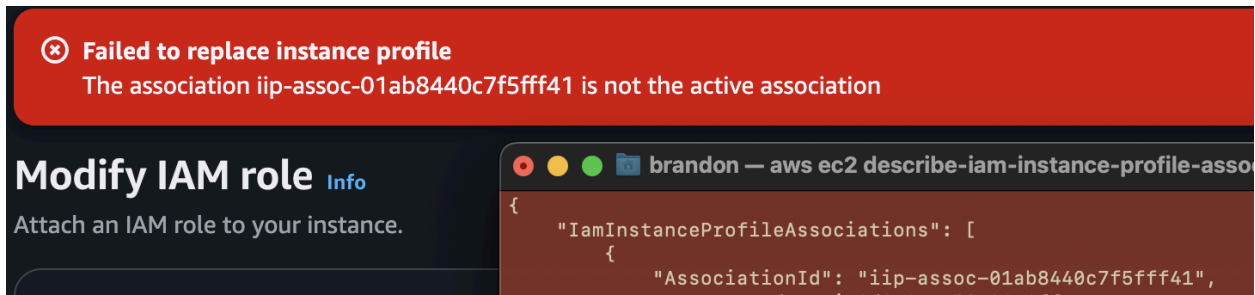 Failed to replace instance profile
The association iip-assoc-01ab8440c7f5fff41 is not the active association
Modify IAM role Info
Attach an IAM role to your instance.
brandon — aws ec2 describe-iam-instance-profile-asso
{
"IamInstanceProfileAssociations": [
{
"AssociationId": "iip-assoc-01ab8440c7f5fff41",